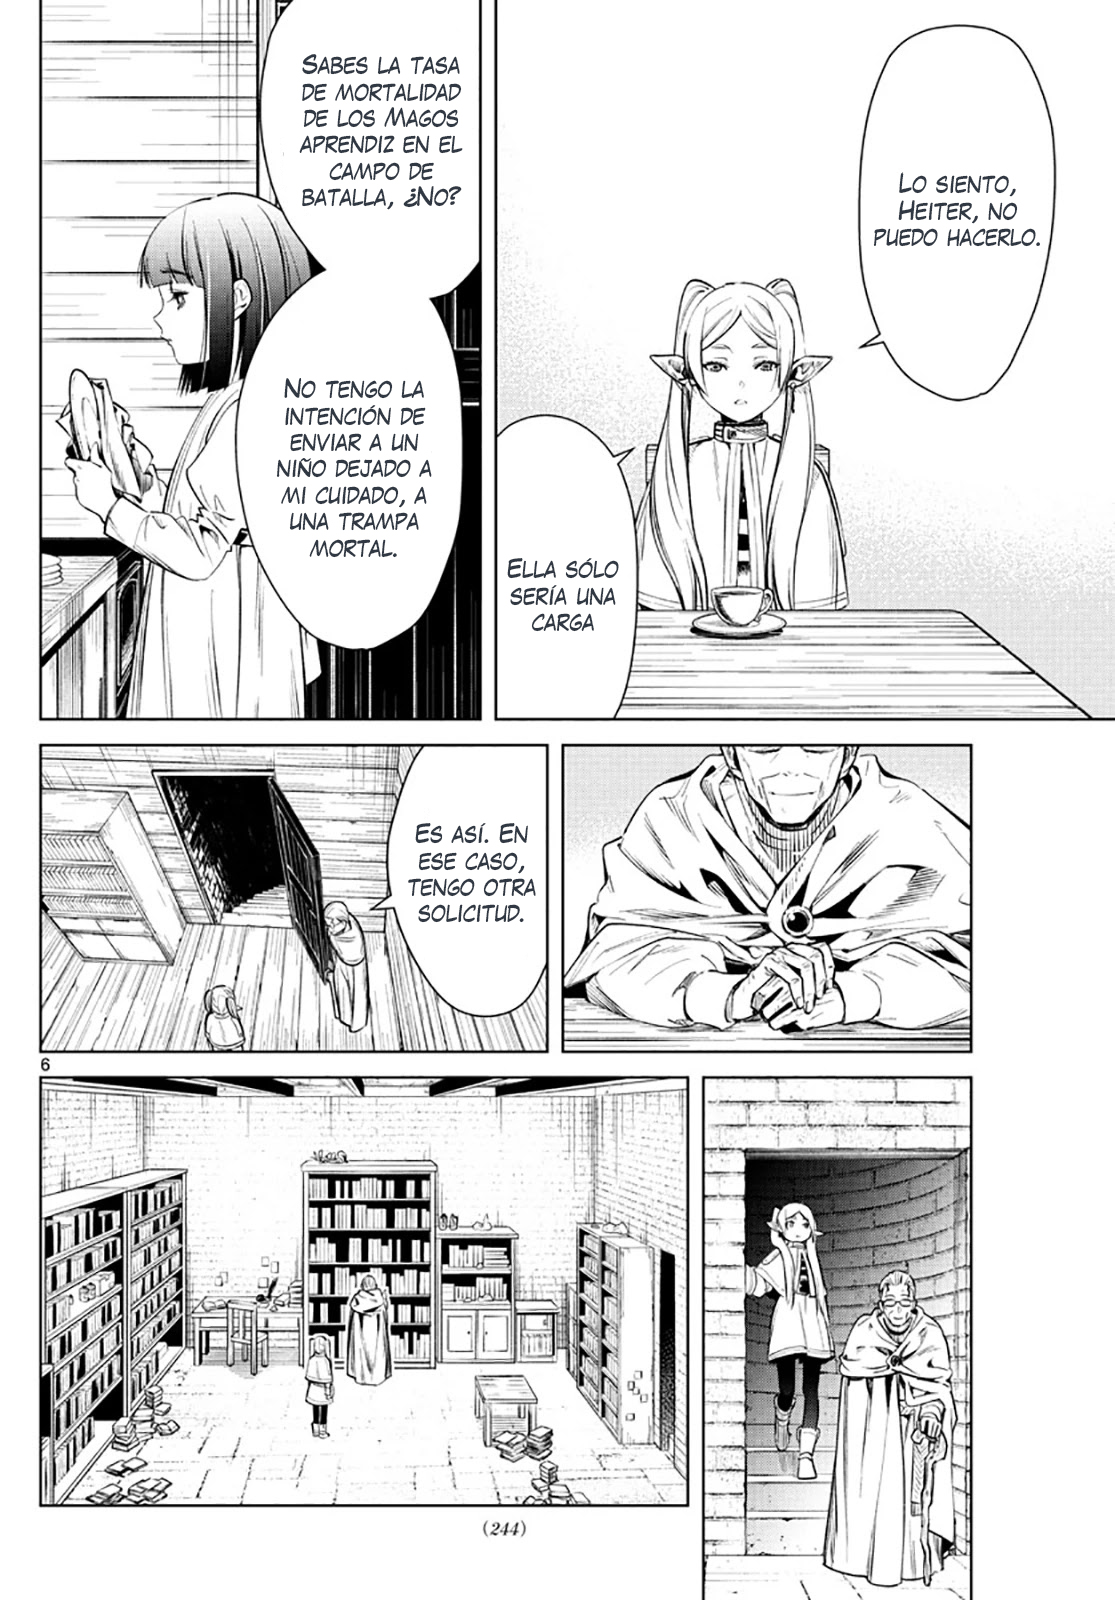 LO SIENTO,
HEITER, NO
PUEDO HACERLO.
ELLA SÓLO
SERÍA UNA
CARGA
SABES LA TASA
DE MORTALIDAD
DE LOS MAGOS
APRENDIZ EN EL
CAMPO DE
BATALLA, ¿NO?
NO TENGO LA
INTENCIÓN DE
ENVIAR A UN
NIÑO DEJADO A
MI CUIDADO, A
UNA TRAMPA
MORTAL.
ES ASÍ. EN
ESE CASO,
TENGO OTRA
SOLICITUD.
6
(244)